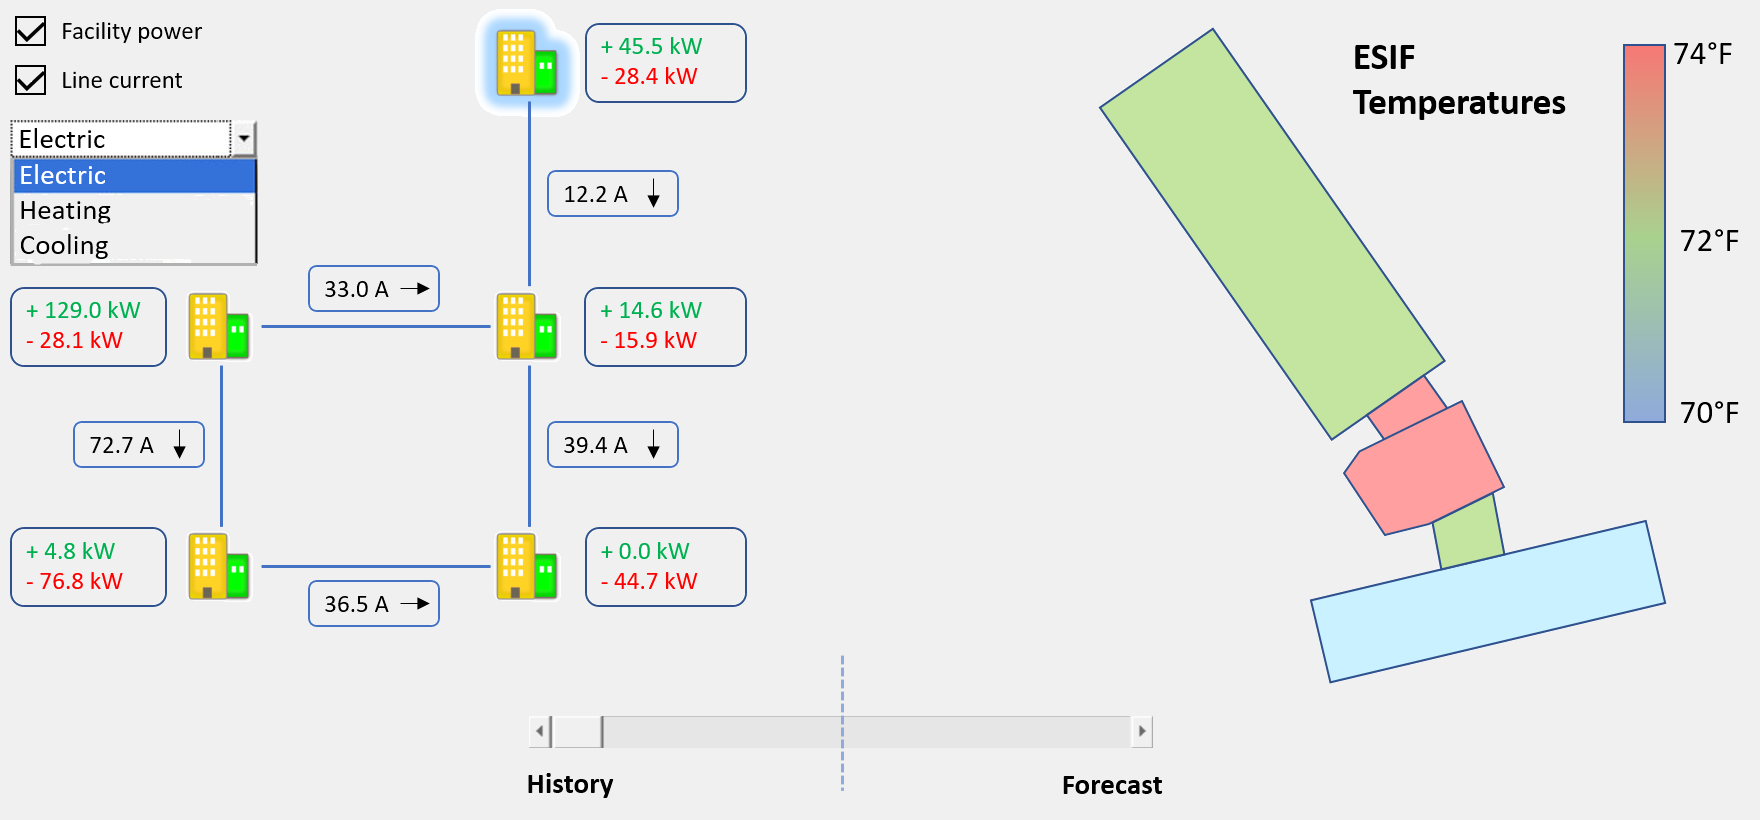 Facility power
Line current
Electric
Electric
Heating
Cooling
+ 45.5 kW
- 28.4 kW
12.2 A
33.0 A
+ 129.0 kW
- 28.1 kW
+ 14.6 kW
- 15.9 kW
72.7 A
39.4 A
+ 4.8 kW
- 76.8 kW
+ 0.0 kW
- 44.7 kW
36.5 A
ESIF
Temperatures
74°F
72°F
70°F
History
Forecast